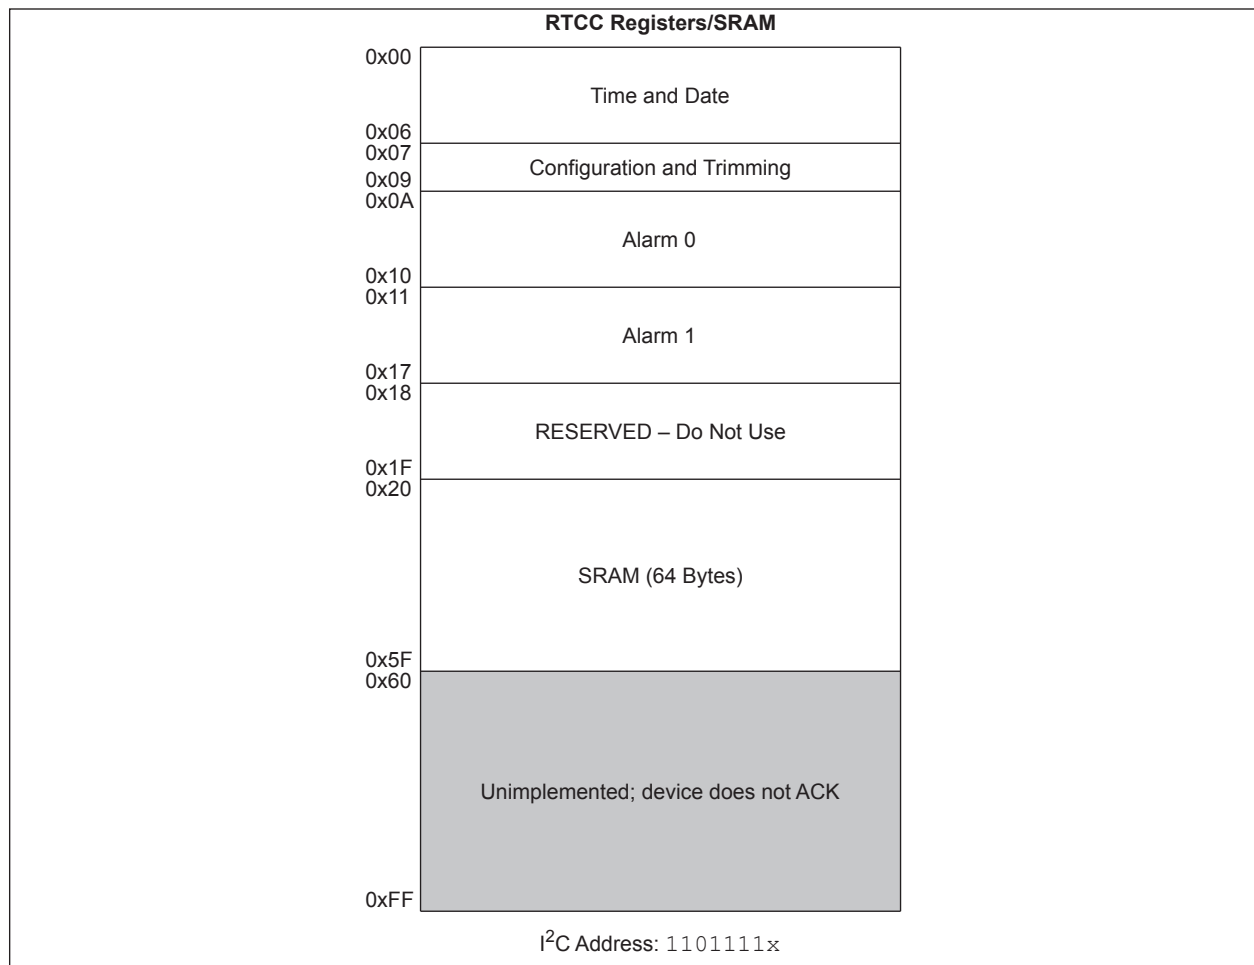 RTCC Registers/SRAM
0x00
Time and Date
0x06
0x07
Configuration and Trimming
0x09
0x0A
Alarm 0
0x10
0x11
Alarm 1
0x17
0x18
RESERVED – Do Not Use
0x1F
0x20
SRAM (64 Bytes)
0x5F
0x60
Unimplemented; device does not ACK
0xFF
I²C Address: 1101111x